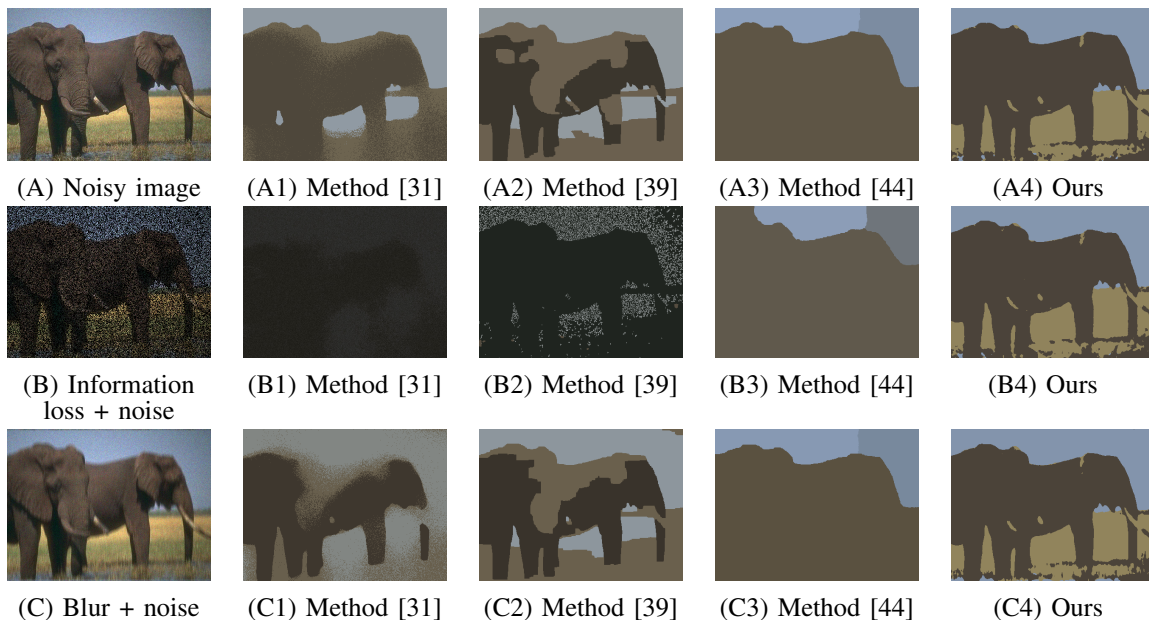 (A) Noisy image
(A1) Method [31]
(A2) Method [39]
(A3) Method [44]
(A4) Ours
(B) Information
loss + noise
(B1) Method [31]
(B2) Method [39]
(B3) Method [44]
(B4) Ours
(C) Blur + noise
(C1) Method [31]
(C2) Method [39]
(C3) Method [44]
(C4) Ours